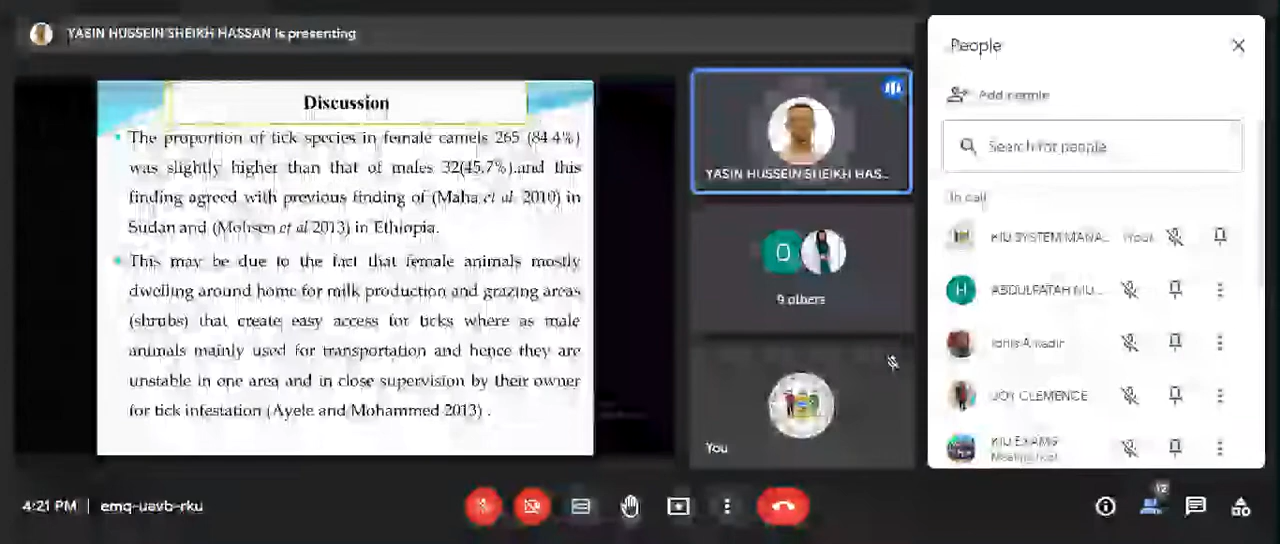 YASIN HUSSEIN SHEIKH HASSAN is presenting
Discussion
The proportion of tick species in female camels 265 (84.4%)
was slightly higher than that of males 32(45.7%).and this
finding agreed with previous finding of (Maha et al 2010) in
Sudan and (Mohsen et al 2013) in Ethiopia.
This may be due to the fact that female animals mostly
dwelling around home for milk production and grazing areas
(shrubs) that create easy access for ticks where as male
animals mainly used for transportation and hence they are
unstable in one area and in close supervision by their owner
for tick infestation (Ayele and Mohammed 2013) .
YASIN HUSSEIN SHEIKH HAS...
O
9 others
You
People
Add people
Search for people
In call
KIU SYSTEM MANA... (You)
H
ABDULFATAH
JOY CLEMENCE
KIU EXAMS
Meeting host
4:21 PM | emq-uavb-rku
12